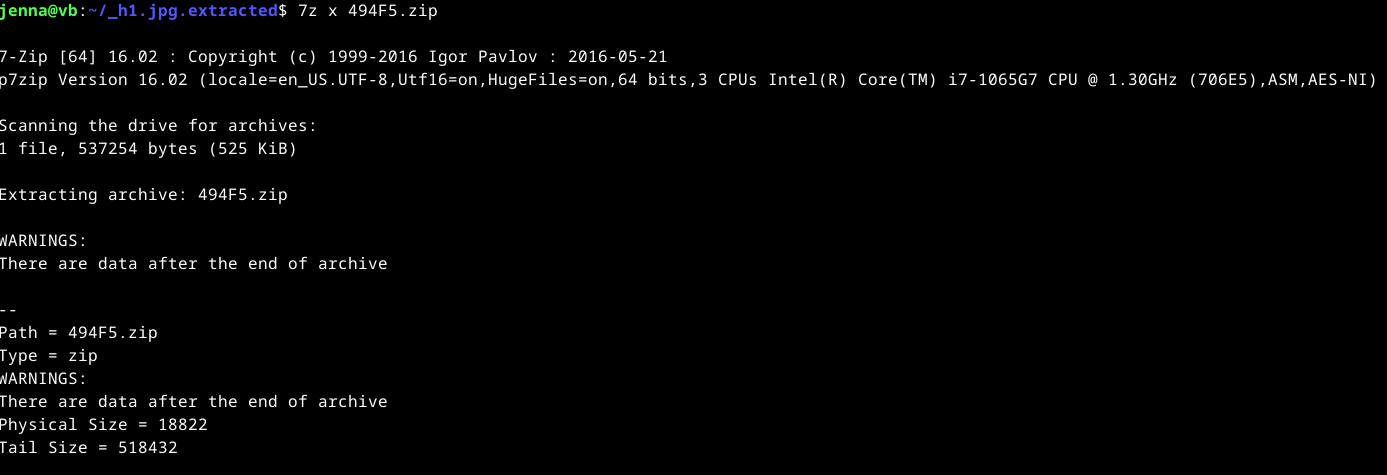 jenna@vb:~/_h1.jpg.extracted$ 7z x 494F5.zip
7-Zip [64] 16.02 : Copyright (c) 1999-2016 Igor Pavlov : 2016-05-21
p7zip Version 16.02 (locale=en_US.UTF-8,Utf16=on,HugeFiles=on,64 bits,3 CPUs Intel(R) Core(TM) i7-1065G7 CPU @ 1.30GHz (706E5),ASM,AES-NI)
Scanning the drive for archives:
1 file, 537254 bytes (525 KiB)
Extracting archive: 494F5.zip
WARNINGS:
There are data after the end of archive
--
Path = 494F5.zip
Type = zip
WARNINGS:
There are data after the end of archive
Physical Size = 18822
Tail Size = 518432